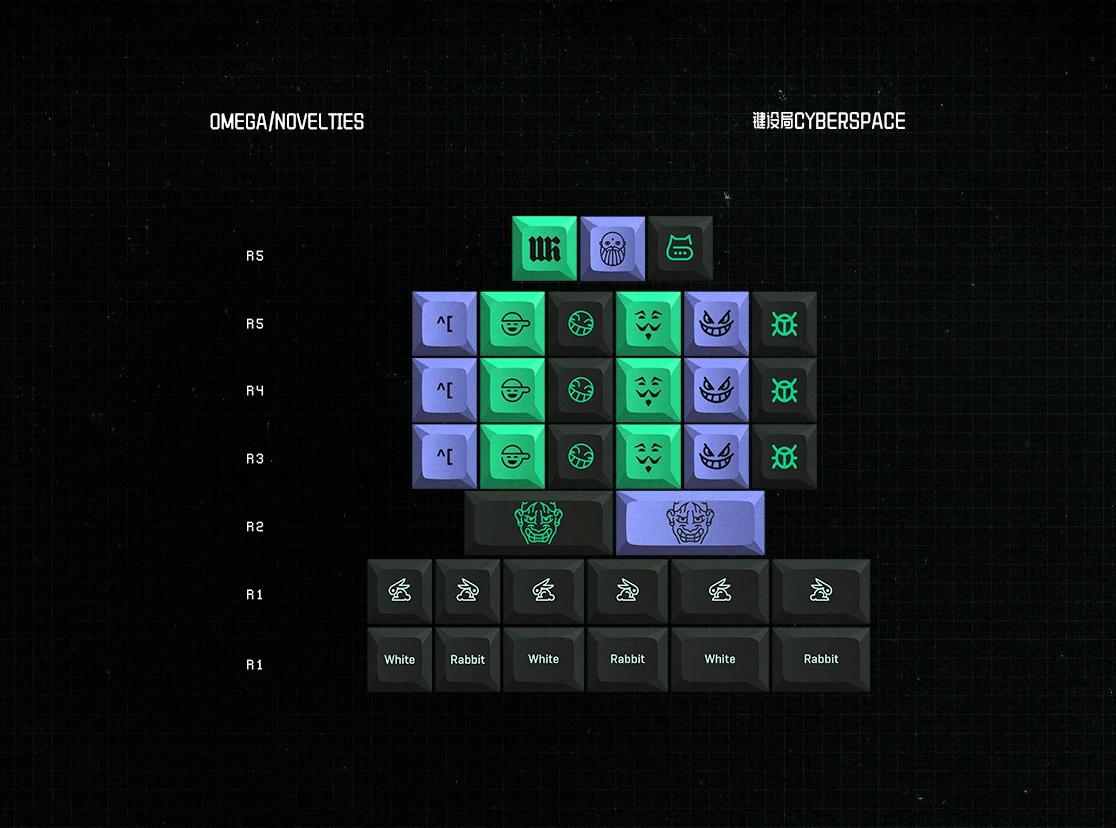 OMEGA/NOVELTIES
键设局CYBERSPACE
R5
R5 ^[
R4 ^[
R3 ^[
R2
R1
R1 White Rabbit White Rabbit White Rabbit